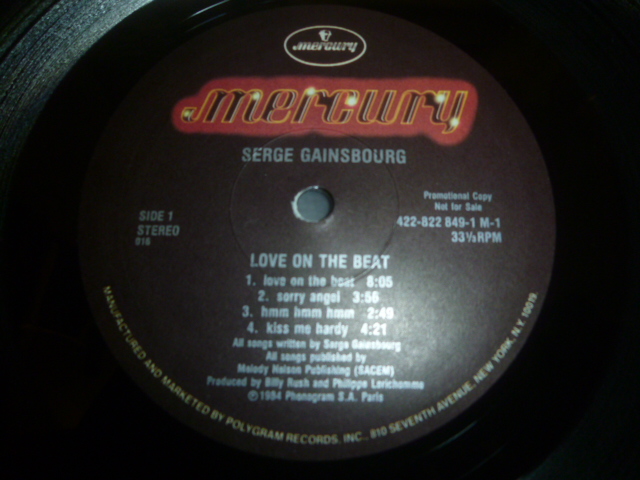 mercury
mercury
SERGE GAINSBOURG
Promotional Copy
Not for Sale
SIDE 1
STEREO
016
422-822 849-1 M-1
33⅓RPM
LOVE ON THE BEAT
1. love on the beat 8:05
2. sorry angel 3:56
3. hmm hmm hmm 2:49
4. kiss me hardy 4:21
All songs written by Serge Gainsbourg
All songs published by
Melody Nelson Publishing (SACEM)
Produced by Billy Rush and Philippe Lerichomme
℗1984 Phonogram S.A. Paris
MANUFACTURED AND MARKETED BY POLYGRAM RECORDS, INC., 810 SEVENTH AVENUE, NEW YORK, N.Y. 10019